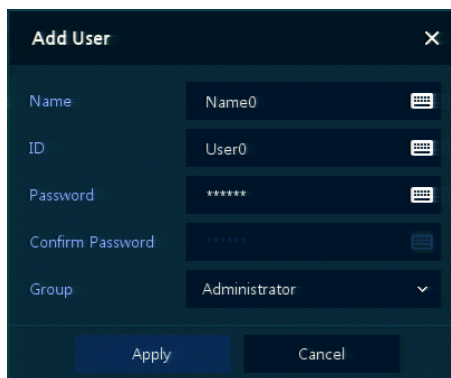 Add User
Name Name0
ID User0
Password ******
Confirm Password ******
Group Administrator
Apply Cancel